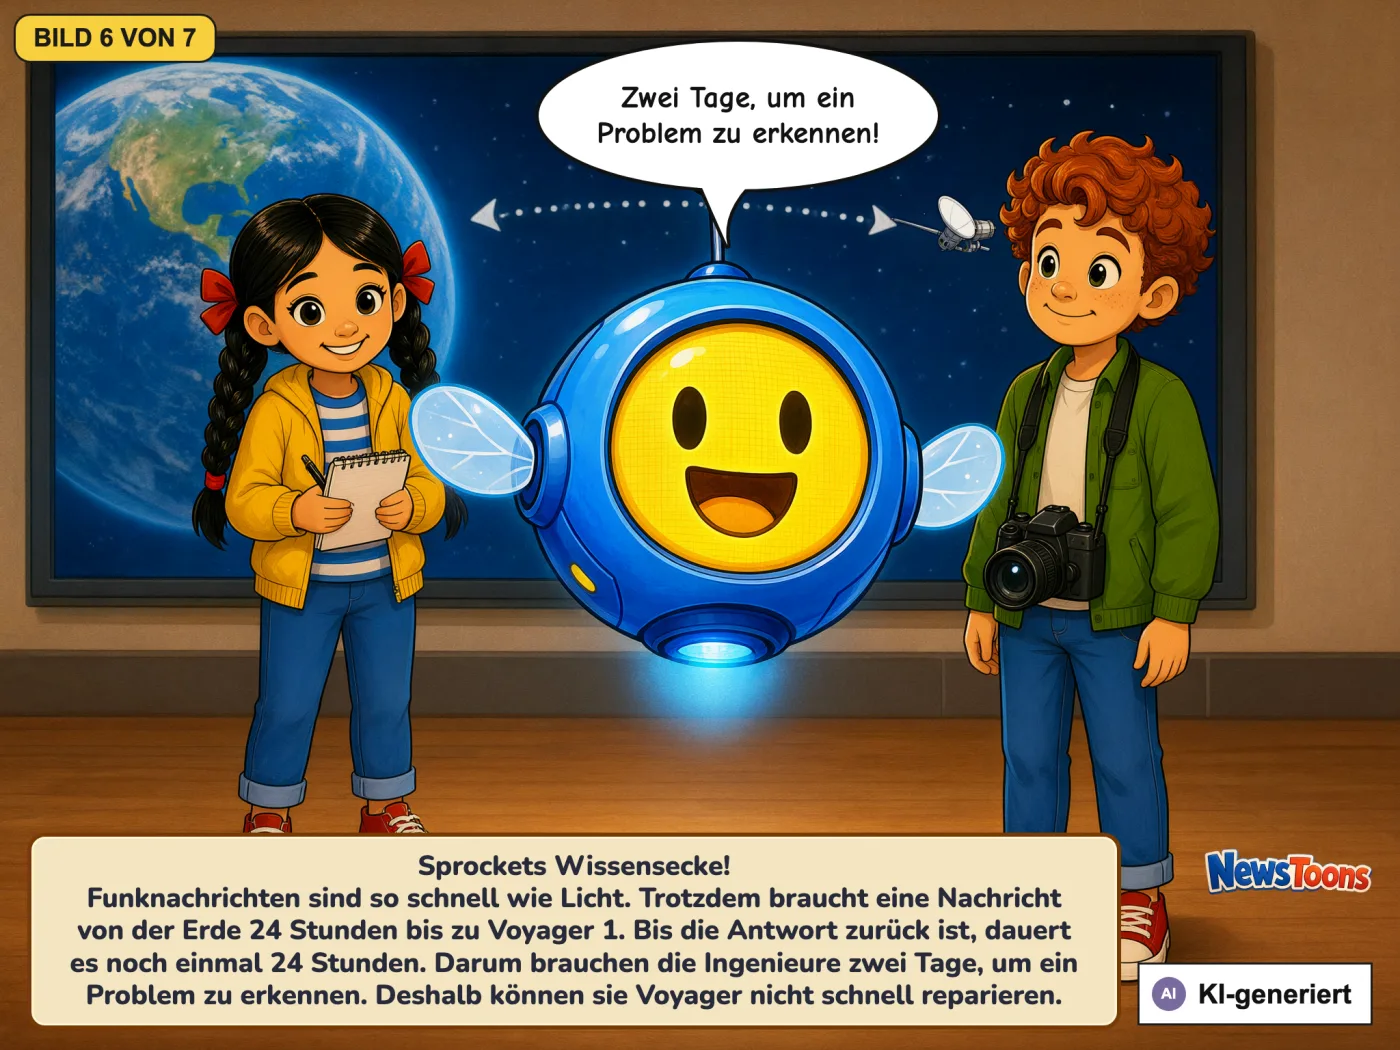 BILD 6 VON 7
Zwei Tage, um ein
Problem zu erkennen!
Sprockets Wissensecke!
Funknachrichten sind so schnell wie Licht. Trotzdem braucht eine Nachricht
von der Erde 24 Stunden bis zu Voyager 1. Bis die Antwort zurück ist, dauert
es noch einmal 24 Stunden. Darum brauchen die Ingenieure zwei Tage, um ein
Problem zu erkennen. Deshalb können sie Voyager nicht schnell reparieren.
NewsToons
AI KI-generiert